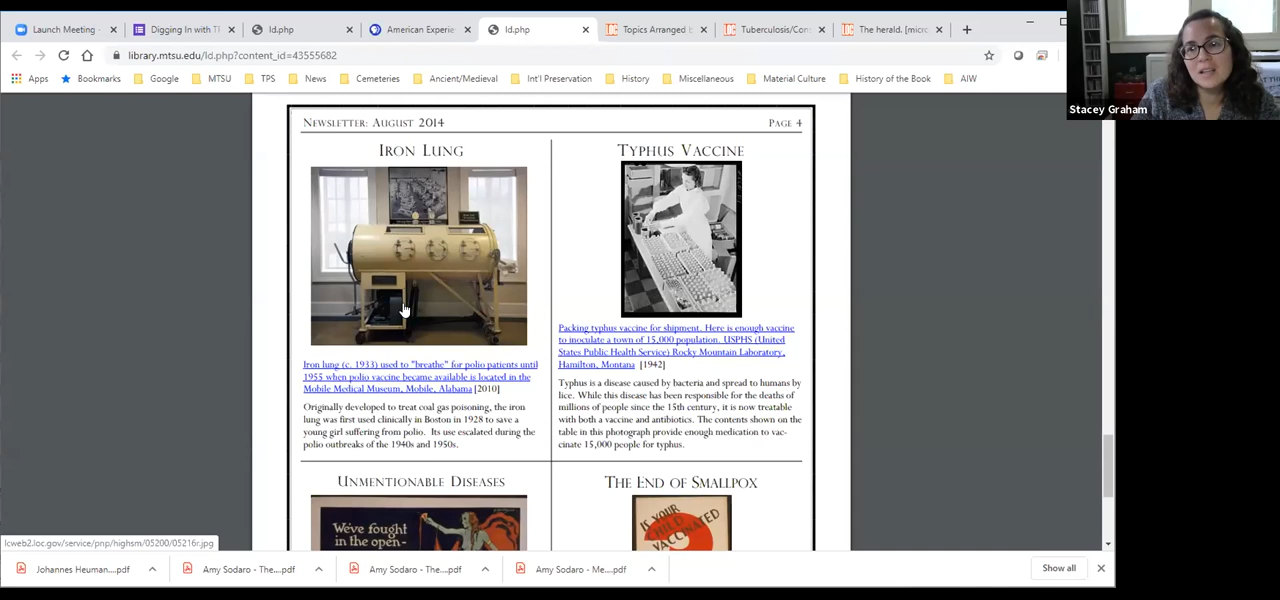 Launch Meeting -
Digging In with T
ld.php
American Experie
ld.php
Topics Arranged b
Tuberculosis/Cons
The herald. [micro
library.mtsu.edu/ld.php?content_id=43555682
Apps
Bookmarks
Google
MTSU
TPS
News
Cemeteries
Ancient/Medieval
Int'l Preservation
History
Miscellaneous
Material Culture
History of the Book
AIW
Stacey Graham
Newsletter: August 2014
Page 4
Iron Lung
Iron lung (c. 1933) used to "breathe" for polio patients until
1955 when polio vaccine became available is located in the
Mobile Medical Museum, Mobile, Alabama [2010]
Originally developed to treat coal gas poisoning, the iron
lung was first used clinically in Boston in 1928 to save a
young girl suffering from polio. Its use escalated during the
polio outbreaks of the 1940s and 1950s.
Typhus Vaccine
Packing typhus vaccine for shipment. Here is enough vaccine
to inoculate a town of 15,000 population. USPHS (United
States Public Health Service) Rocky Mountain Laboratory,
Hamilton, Montana [1942]
Typhus is a disease caused by bacteria and spread to humans by
lice. While this disease has been responsible for the deaths of
millions of people since the 15th century, it is now treatable
with both a vaccine and antibiotics. The contents shown on the
table in this photograph provide enough medication to vac-
cinate 15,000 people for typhus.
Unmentionable Diseases
We've fought
in the open-
The End of Smallpox
IS YOUR
CHILD
VACCINATED
lcweb2.loc.gov/service/pnp/highsm/05200/05216r.jpg
Johannes Heuman....pdf
Amy Sodaro - The....pdf
Amy Sodaro - The....pdf
Amy Sodaro - Me....pdf
Show all